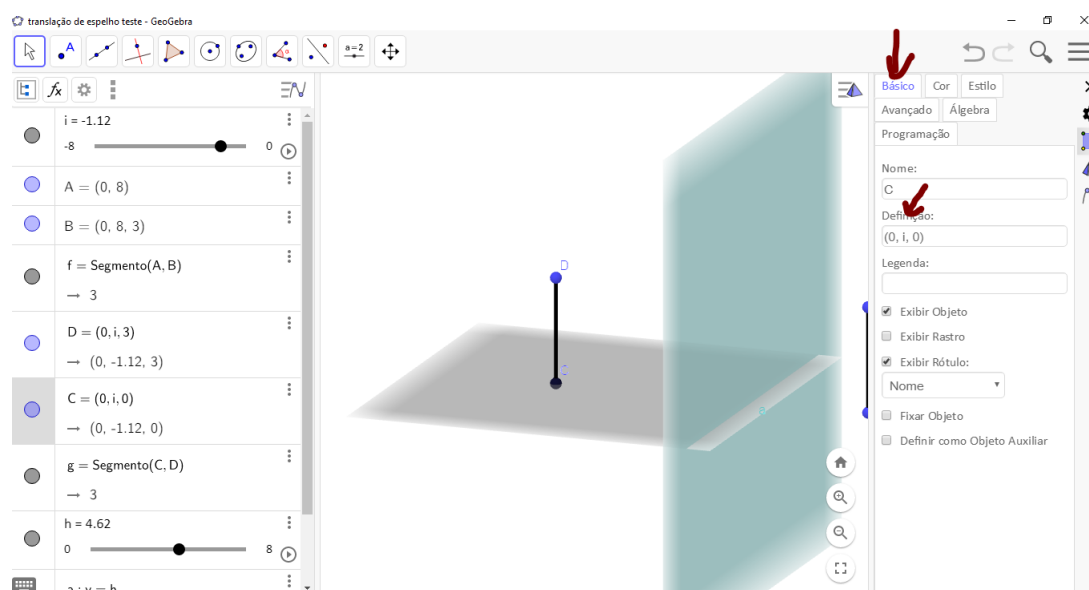 translação de espelho teste - GeoGebra
A
a=2
fx
i = -1.12
-8
0
A = (0, 8)
B = (0, 8, 3)
f = Segmento(A, B)
→ 3
D = (0, i, 3)
→ (0, -1.12, 3)
C = (0, i, 0)
→ (0, -1.12, 0)
g = Segmento(C, D)
→ 3
h = 4.62
0
8
D
C
a
Básico Cor Estilo
Avançado Álgebra
Programação
Nome:
C
Definição:
(0, i, 0)
Legenda:
Exibir Objeto
Exibir Rastro
Exibir Rótulo:
Nome
Fixar Objeto
Definir como Objeto Auxiliar